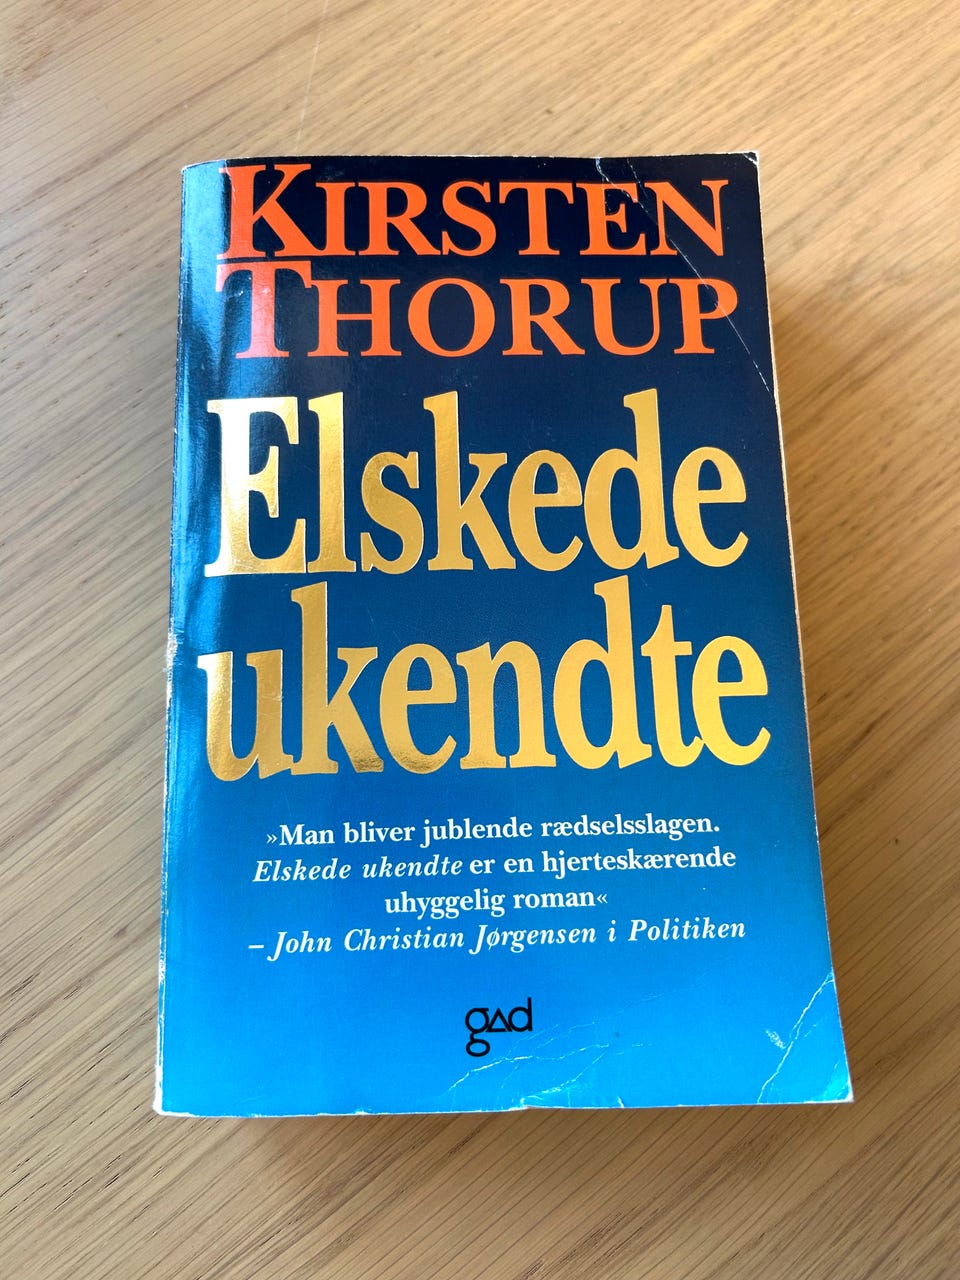 KIRSTEN
THORUP
Elskede
ukendte
»Man bliver jublende rædselsslagen.
Elskede ukendte er en hjerteskærende
uhyggelig roman«
– John Christian Jørgensen i Politiken
gad